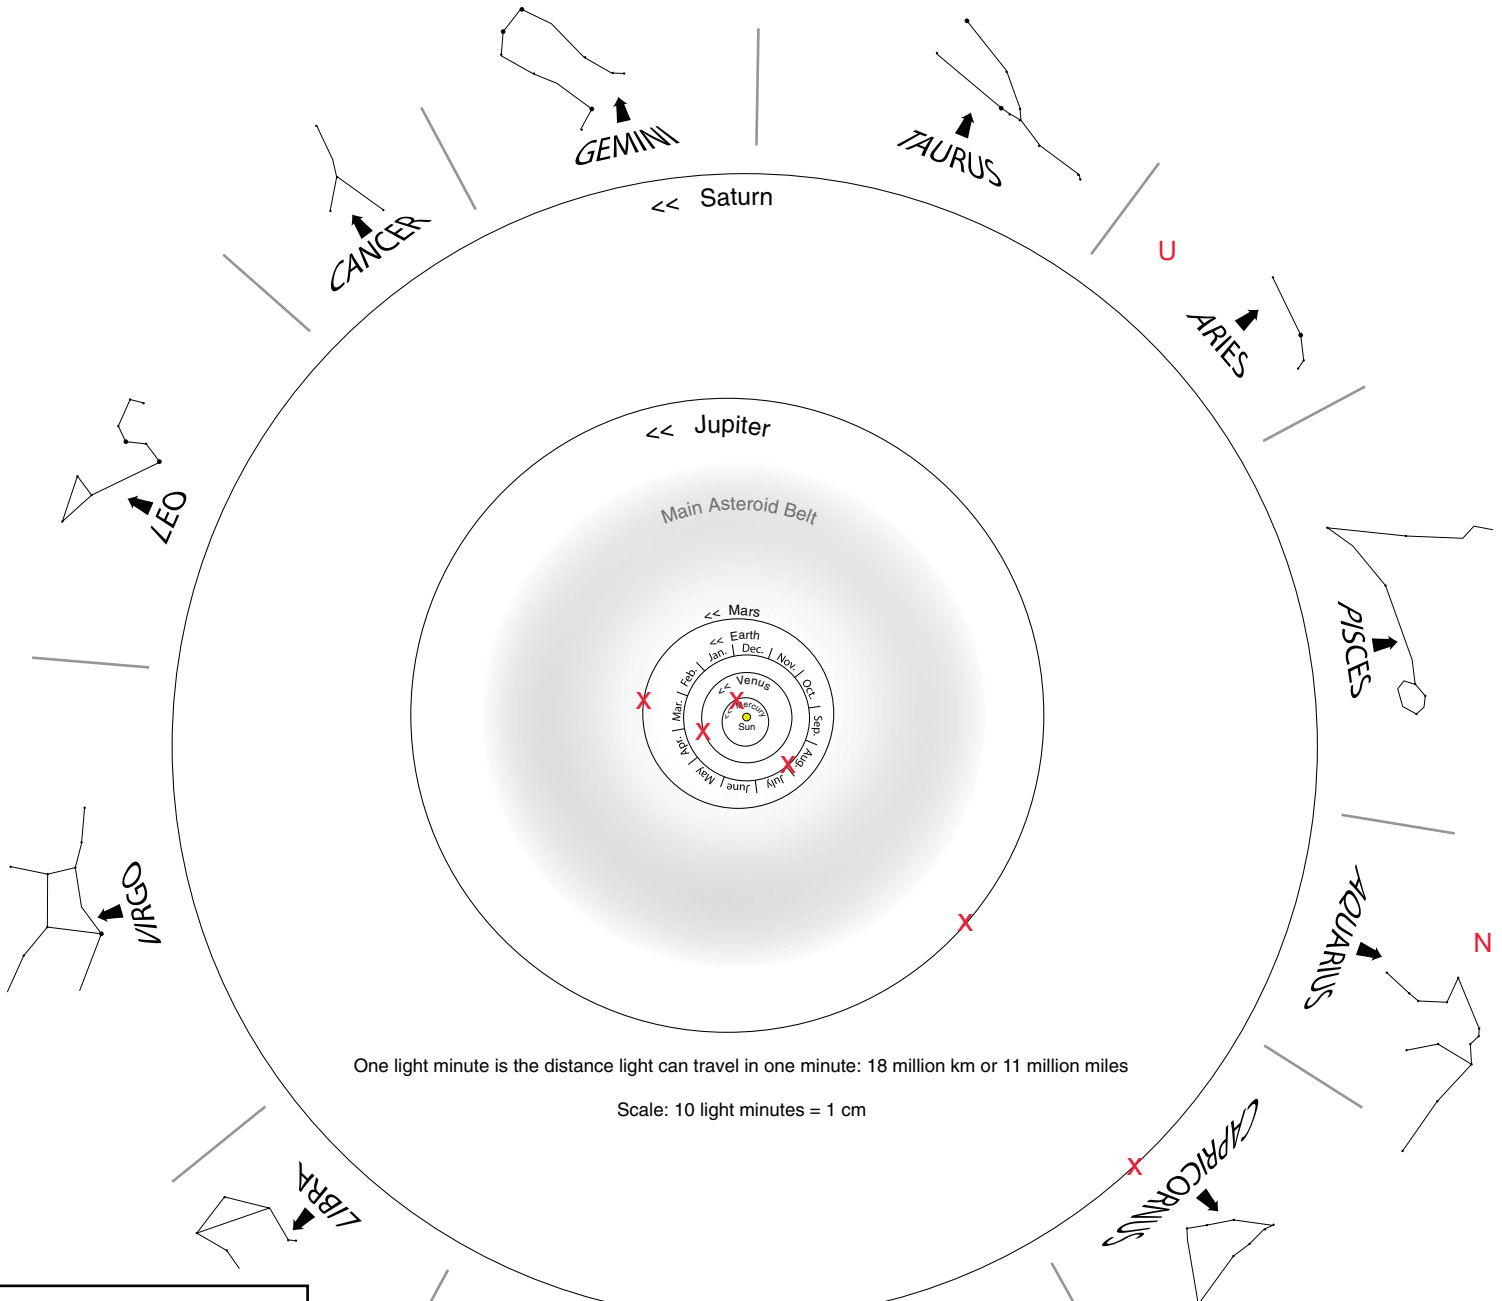 GEMINI
TAURUS
CANCER
<< Saturn
U
ARIES
<< Jupiter
LEO
Main Asteroid Belt
PISCES
<< Mars
<< Earth
Jan. | Dec. | Nov. | Oct. | Sep. | Aug. | July | June | May | Apr. | Mar. | Feb. |
<< Venus
X
X
<< Mercury
Sun
X
X
VIRGO
AQUARIUS
X
N
One light minute is the distance light can travel in one minute: 18 million km or 11 million miles
Scale: 10 light minutes = 1 cm
X
CAPRICORNUS
LIBRA